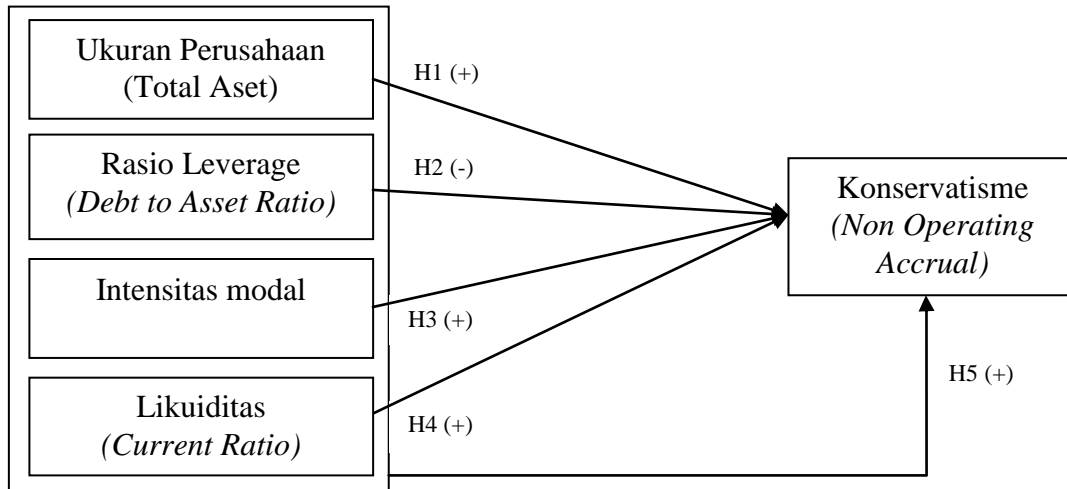 Ukuran Perusahaan
(Total Aset)
H1 (+)
Rasio Leverage
(Debt to Asset Ratio)
H2 (-)
Konservatisme
(Non Operating
Accrual)
Intensitas modal
H3 (+)
Likuiditas
(Current Ratio)
H4 (+)
H5 (+)